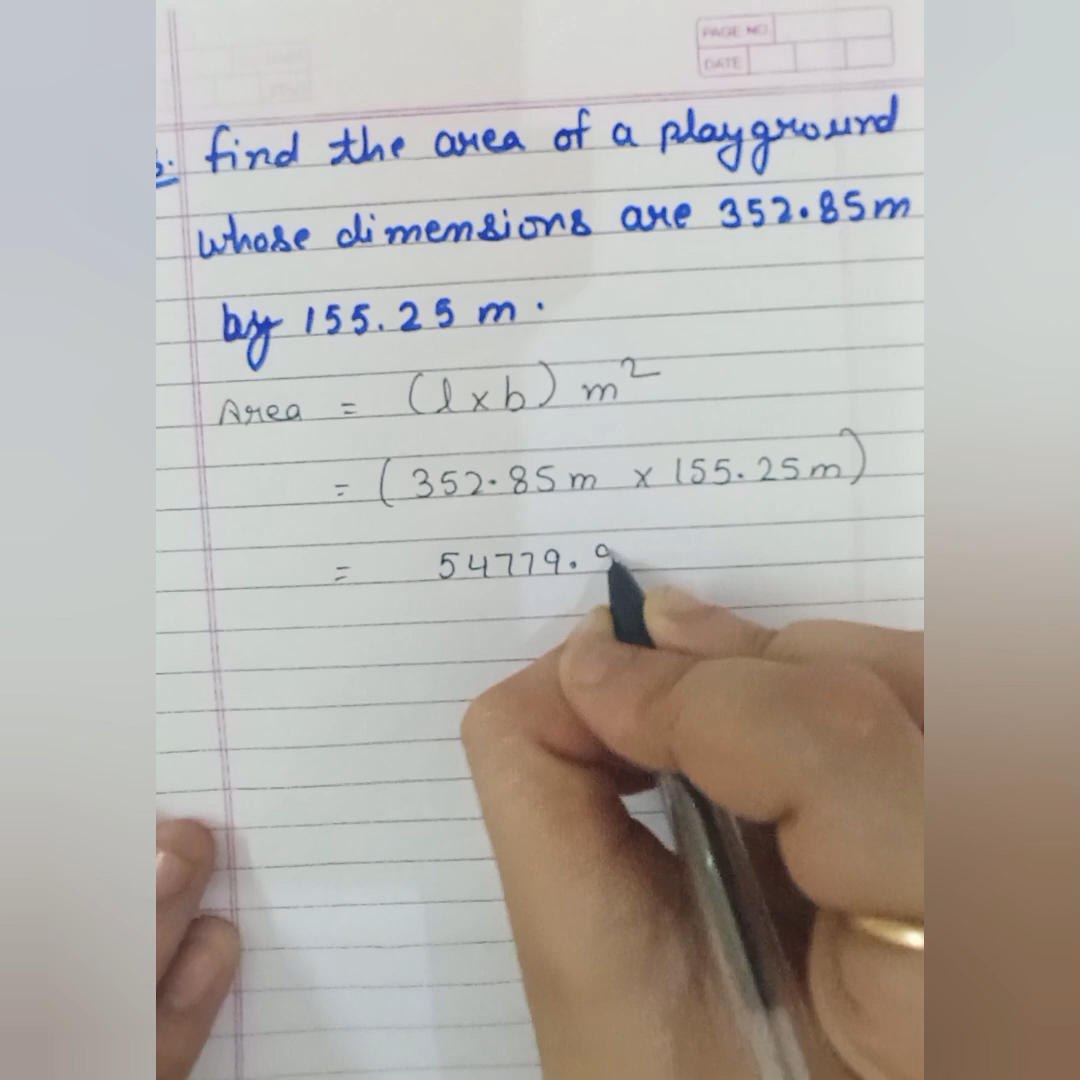 PAGE NO.
DATE
find the area of a playground
whose dimensions are 352.85m
by 155.25 m.
Area = (l x b) m²
= (352.85m x 155.25m)
= 54779.9